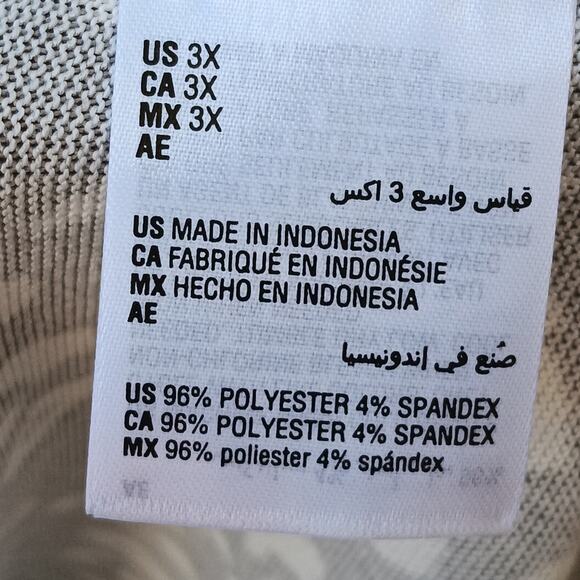 US 3X
CA 3X
MX 3X
AE
قياس واسع 3 اكس
US MADE IN INDONESIA
CA FABRIQUÉ EN INDONÉSIE
MX HECHO EN INDONESIA
AE
صُنع في إندونيسيا
US 96% POLYESTER 4% SPANDEX
CA 96% POLYESTER 4% SPANDEX
MX 96% poliester 4% spándex